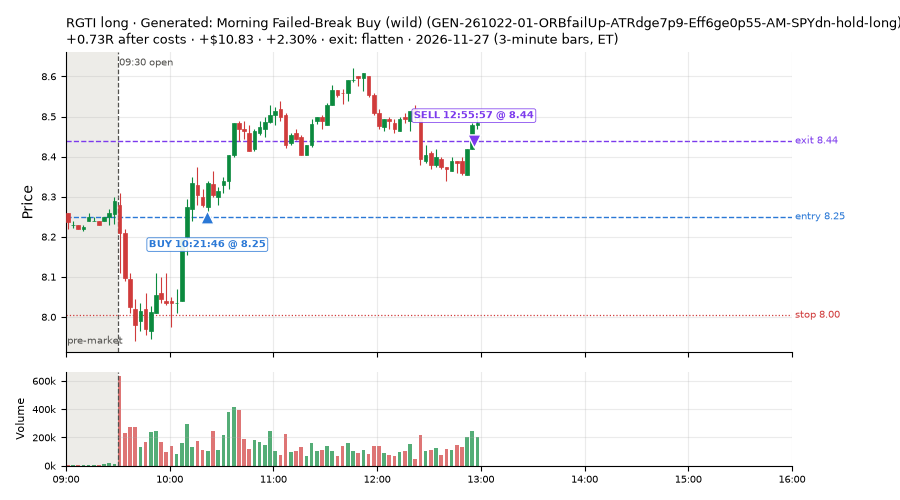 RGTI long · Generated: Morning Failed-Break Buy (wild) (GEN-261022-01-ORBfailUp-ATRdge7p9-Eff6ge0p55-AM-SPYdn-hold-long)
+0.73R after costs · +$10.83 · +2.30% · exit: flatten · 2026-11-27 (3-minute bars, ET)
09:30 open
8.6
8.5
8.4
8.3
8.2
8.1
8.0
Price
SELL 12:55:57 @ 8.44
exit 8.44
entry 8.25
BUY 10:21:46 @ 8.25
stop 8.00
pre-market
600k
400k
200k
0k
Volume
09:00
10:00
11:00
12:00
13:00
14:00
15:00
16:00